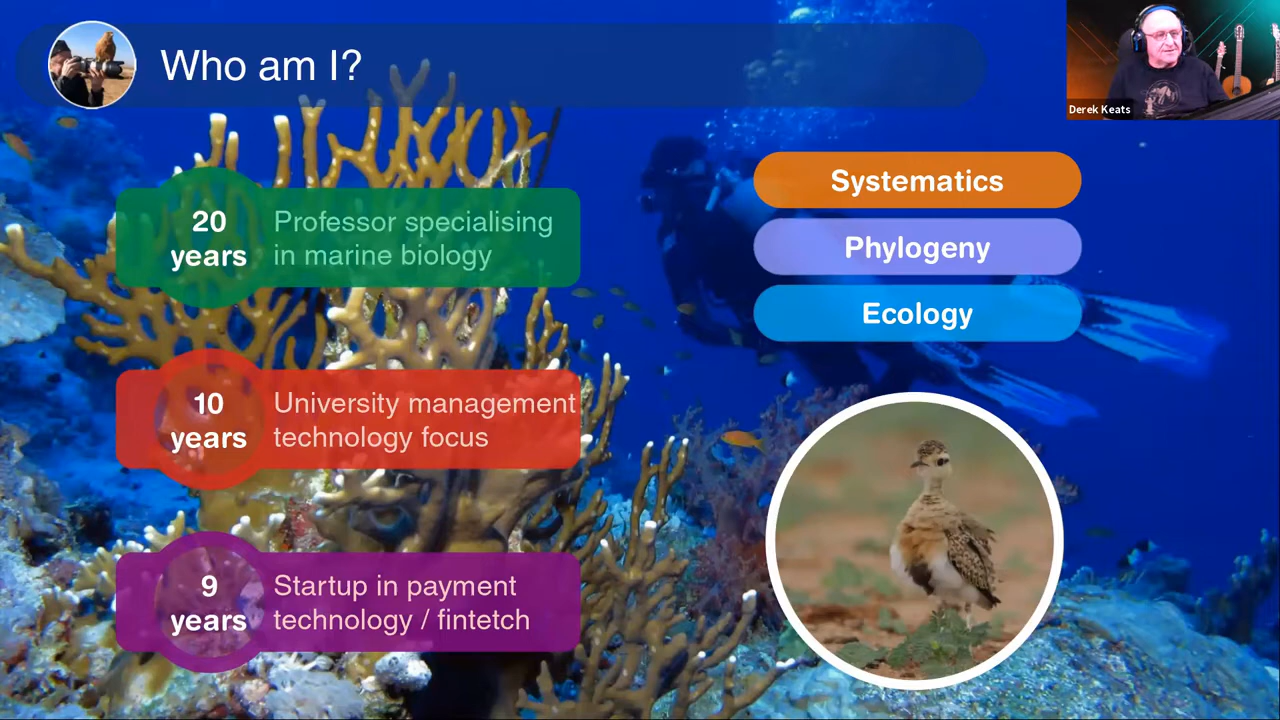 Who am I?
Derek Keats
20
years
Professor specialising
in marine biology
10
years
University management
technology focus
9
years
Startup in payment
technology / fintetch
Systematics
Phylogeny
Ecology